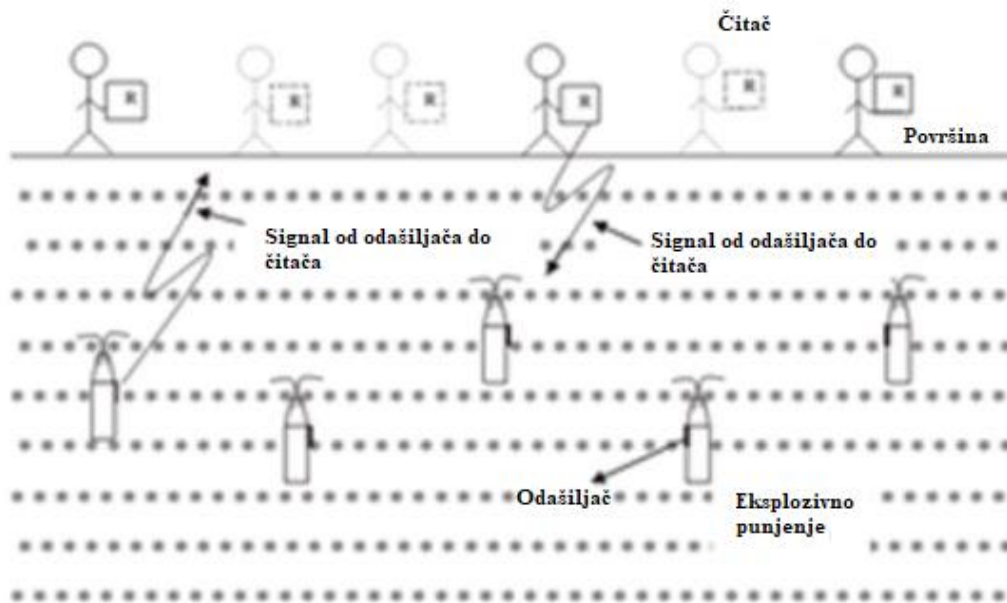 Čitač
R
R
R
R
R
R
Površina
Signal od odašiljača do
čitača
Signal od odašiljača do
čitača
Odašiljač
Eksplozivno
punjenje